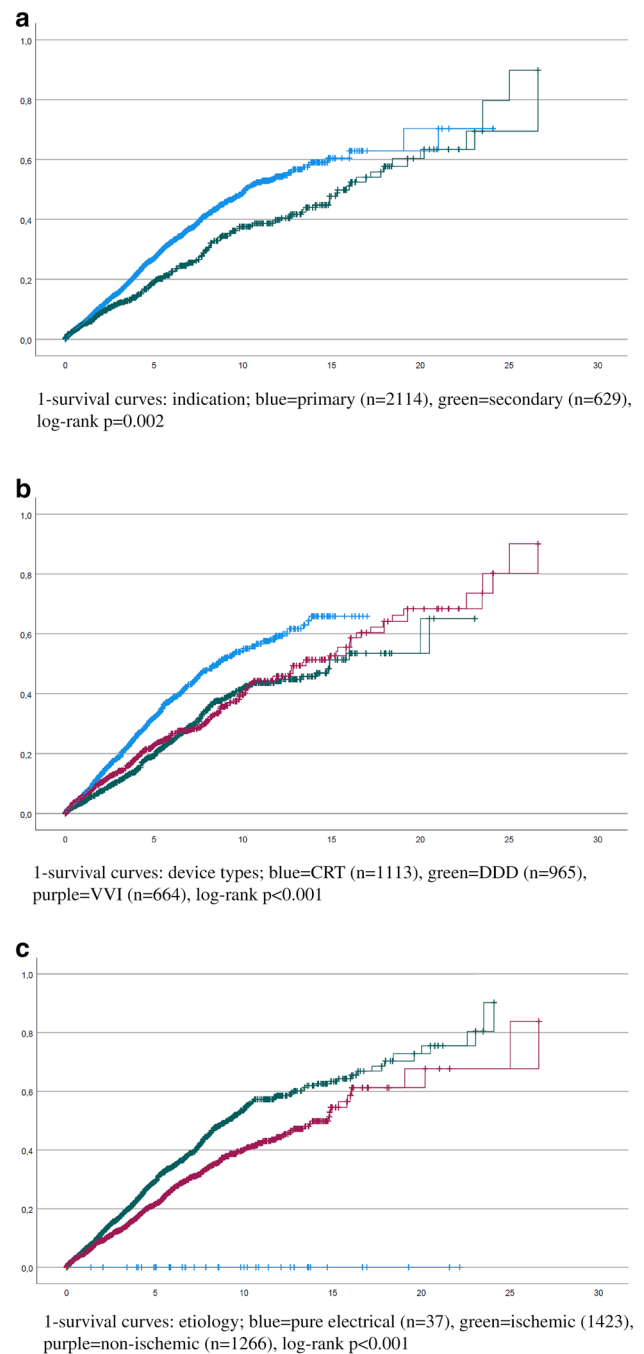 a
1,0
0,8
0,6
0,4
0,2
0,0
0 5 10 15 20 25 30
1-survival curves: indication; blue=primary (n=2114), green=secondary (n=629),
log-rank p=0.002
b
1,0
0,8
0,6
0,4
0,2
0,0
0 5 10 15 20 25 30
1-survival curves: device types; blue=CRT (n=1113), green=DDD (n=965),
purple=VVI (n=664), log-rank p<0.001
c
1,0
0,8
0,6
0,4
0,2
0,0
0 5 10 15 20 25 30
1-survival curves: etiology; blue=pure electrical (n=37), green=ischemic (1423),
purple=non-ischemic (n=1266), log-rank p<0.001